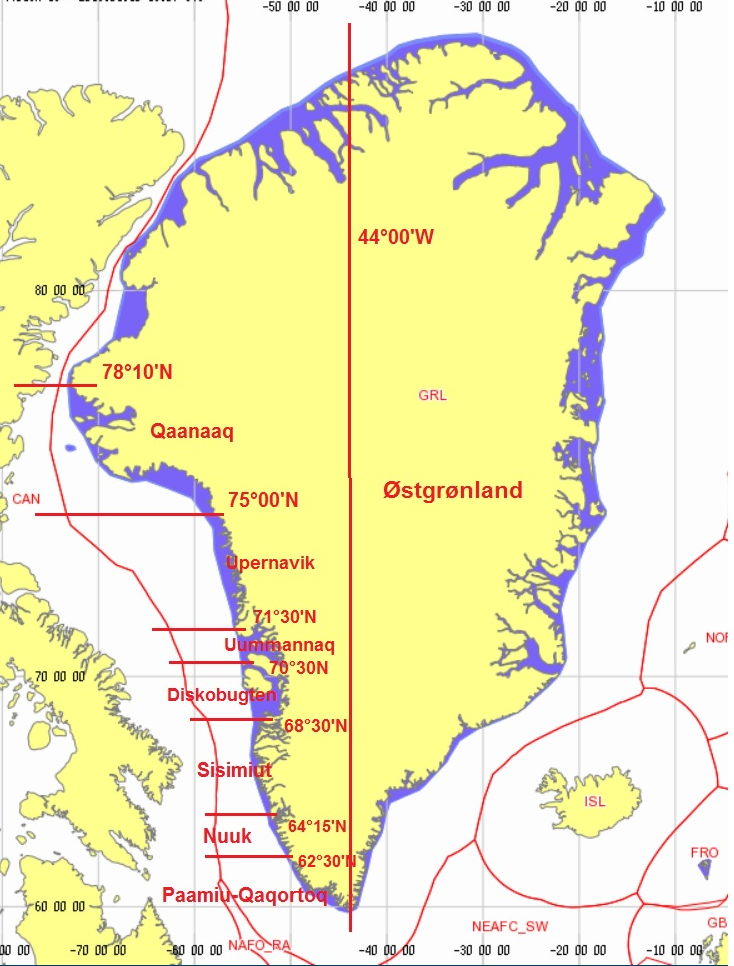 -50 00 00 -40 00 00 -30 00 00 -20 00 00 -10 00 00
44°00'W
80 00 00
78°10'N
GRL
Qaanaaq
Østgrønland
CAN
75°00'N
Upernavik
71°30'N
Uummannaq
NOR
70°30N
70 00 00
Diskobugten
68°30'N
Sisimiut
ISL
64°15'N
Nuuk
62°30'N
FRO
Paamiu-Qaqortoq
60 00 00
NEAFC_SW
GB
NAFO_RA
00 00 -70 00 00 -60 00 00 -40 00 00 -30 00 00 -20 00 00 -10 00 00